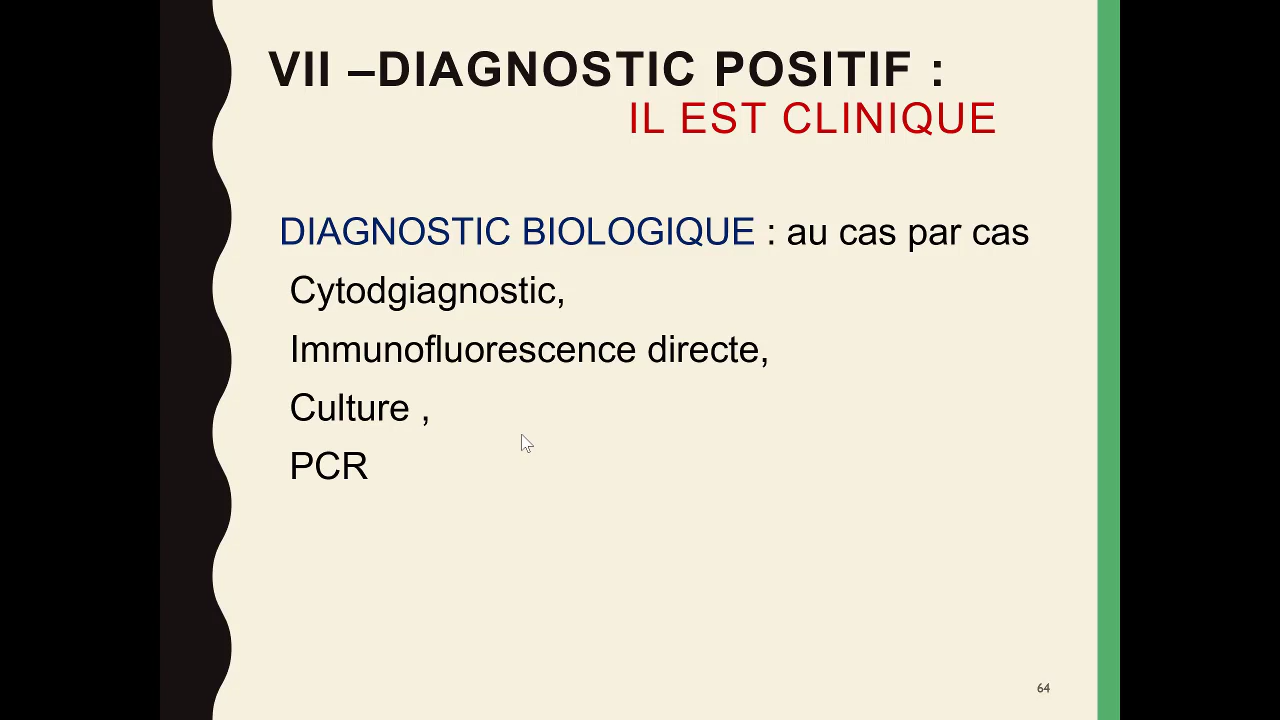 VII –DIAGNOSTIC POSITIF :
IL EST CLINIQUE
DIAGNOSTIC BIOLOGIQUE : au cas par cas
Cytodgiagnostic,
Immunofluorescence directe,
Culture ,
PCR
64